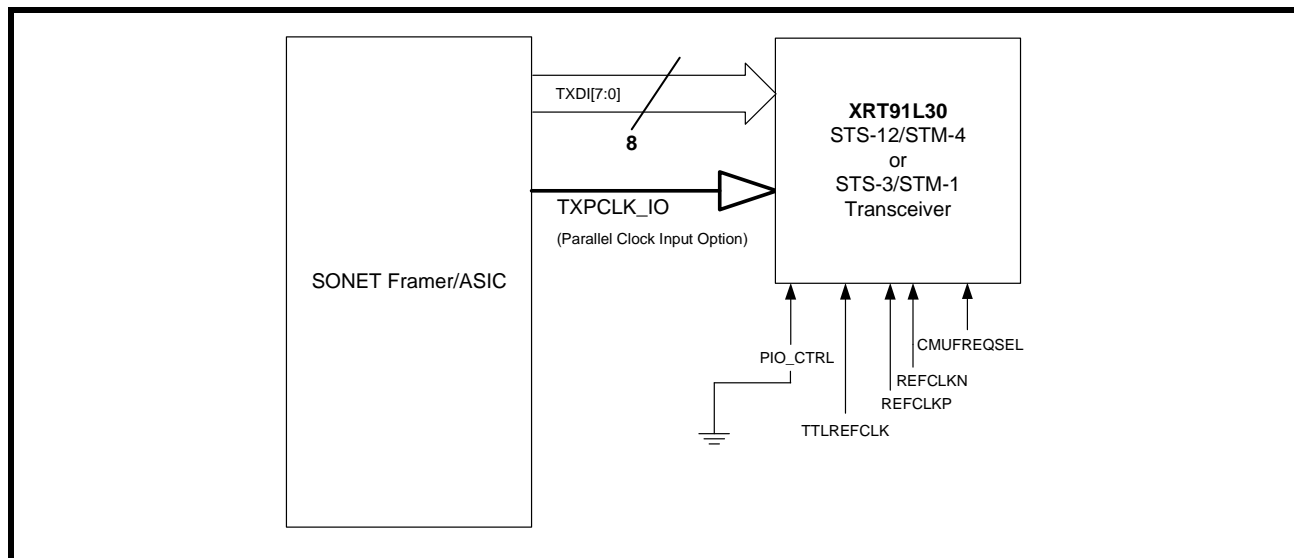 TXDI[7:0]
8
TXPCLK_IO
(Parallel Clock Input Option)
SONET Framer/ASIC
XRT91L30
STS-12/STM-4
or
STS-3/STM-1
Transceiver
PIO_CTRL
CMUFREQSEL
REFCLKN
REFCLKP
TTLREFCLK